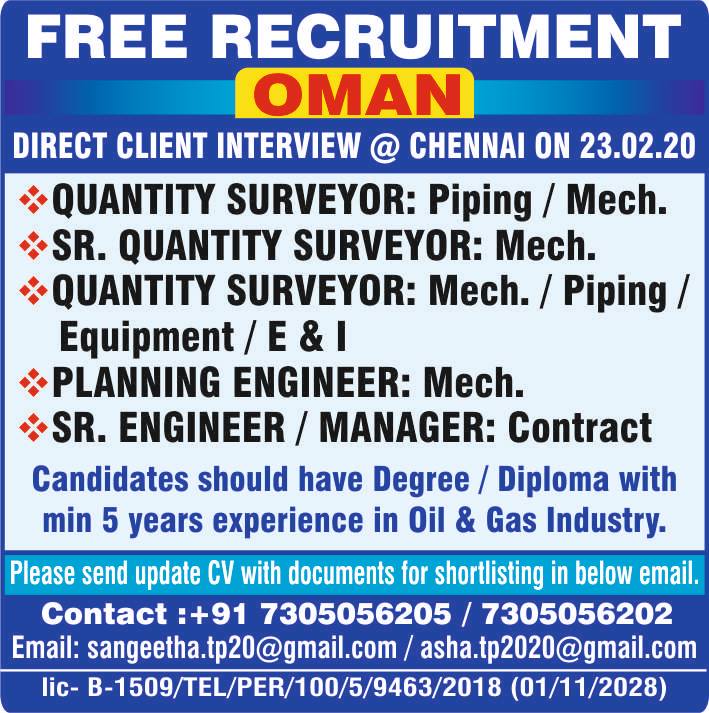 FREE RECRUITMENT
OMAN
DIRECT CLIENT INTERVIEW @ CHENNAI ON 23.02.20
❖QUANTITY SURVEYOR: Piping / Mech.
❖SR. QUANTITY SURVEYOR: Mech.
❖QUANTITY SURVEYOR: Mech. / Piping /
Equipment / E & I
❖PLANNING ENGINEER: Mech.
❖SR. ENGINEER / MANAGER: Contract
Candidates should have Degree / Diploma with
min 5 years experience in Oil & Gas Industry.
Please send update CV with documents for shortlisting in below email.
Contact :+91 7305056205 / 7305056202
Email: sangeetha.tp20@gmail.com / asha.tp2020@gmail.com
lic- B-1509/TEL/PER/100/5/9463/2018 (01/11/2028)